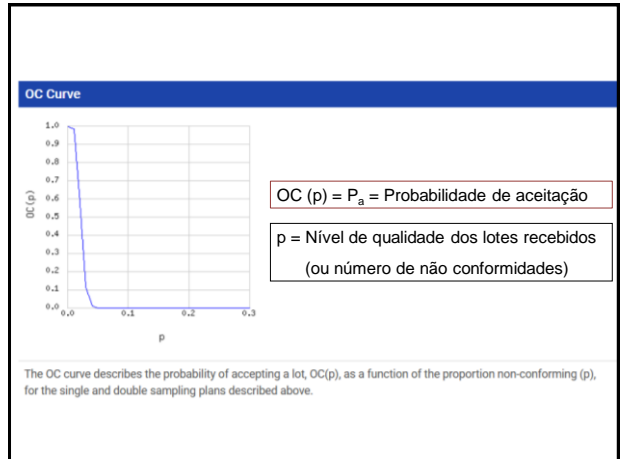 OC Curve
1.0
0.9
0.8
0.7
0.6
0.5
0.4
0.3
0.2
0.1
0.0
OC(p)
0.0 0.1 0.2 0.3
p
OC (p) = Pa = Probabilidade de aceitação
p = Nível de qualidade dos lotes recebidos
(ou número de não conformidades)
The OC curve describes the probability of accepting a lot, OC(p), as a function of the proportion non-conforming (p),
for the single and double sampling plans described above.